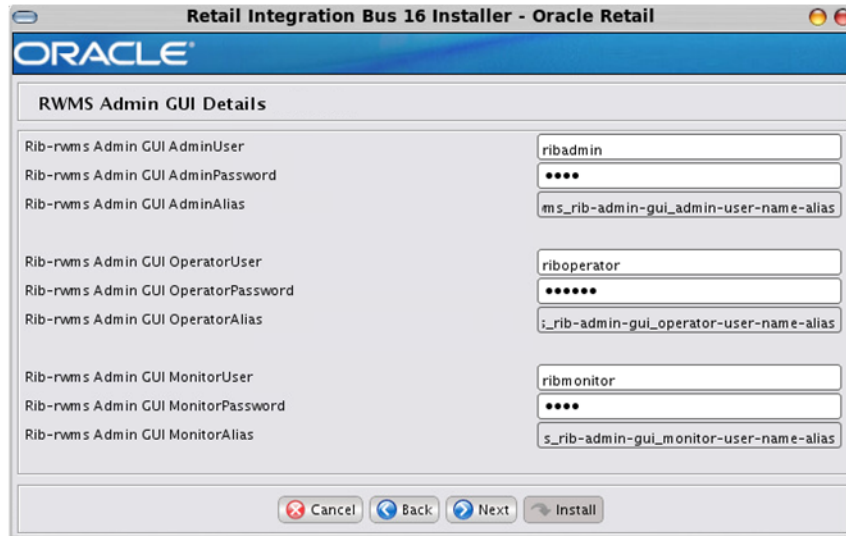 Retail Integration Bus 16 Installer - Oracle Retail
ORACLE®
RWMS Admin GUI Details
Rib-rwms Admin GUI AdminUser ribadmin
Rib-rwms Admin GUI AdminPassword ••••
Rib-rwms Admin GUI AdminAlias ms_rib-admin-gui_admin-user-name-alias
Rib-rwms Admin GUI OperatorUser riboperator
Rib-rwms Admin GUI OperatorPassword ••••••
Rib-rwms Admin GUI OperatorAlias _rib-admin-gui_operator-user-name-alias
Rib-rwms Admin GUI MonitorUser ribmonitor
Rib-rwms Admin GUI MonitorPassword ••••
Rib-rwms Admin GUI MonitorAlias s_rib-admin-gui_monitor-user-name-alias
Cancel Back Next Install